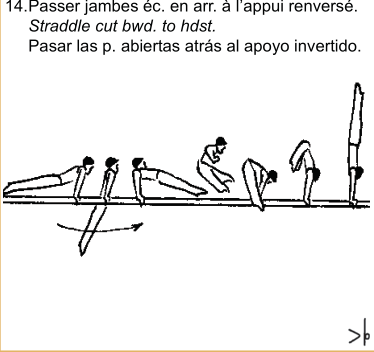 14.Passer jambes éc. en arr. à l'appui renversé.
Straddle cut bwd. to hdst.
Pasar las p. abiertas atrás al apoyo invertido.